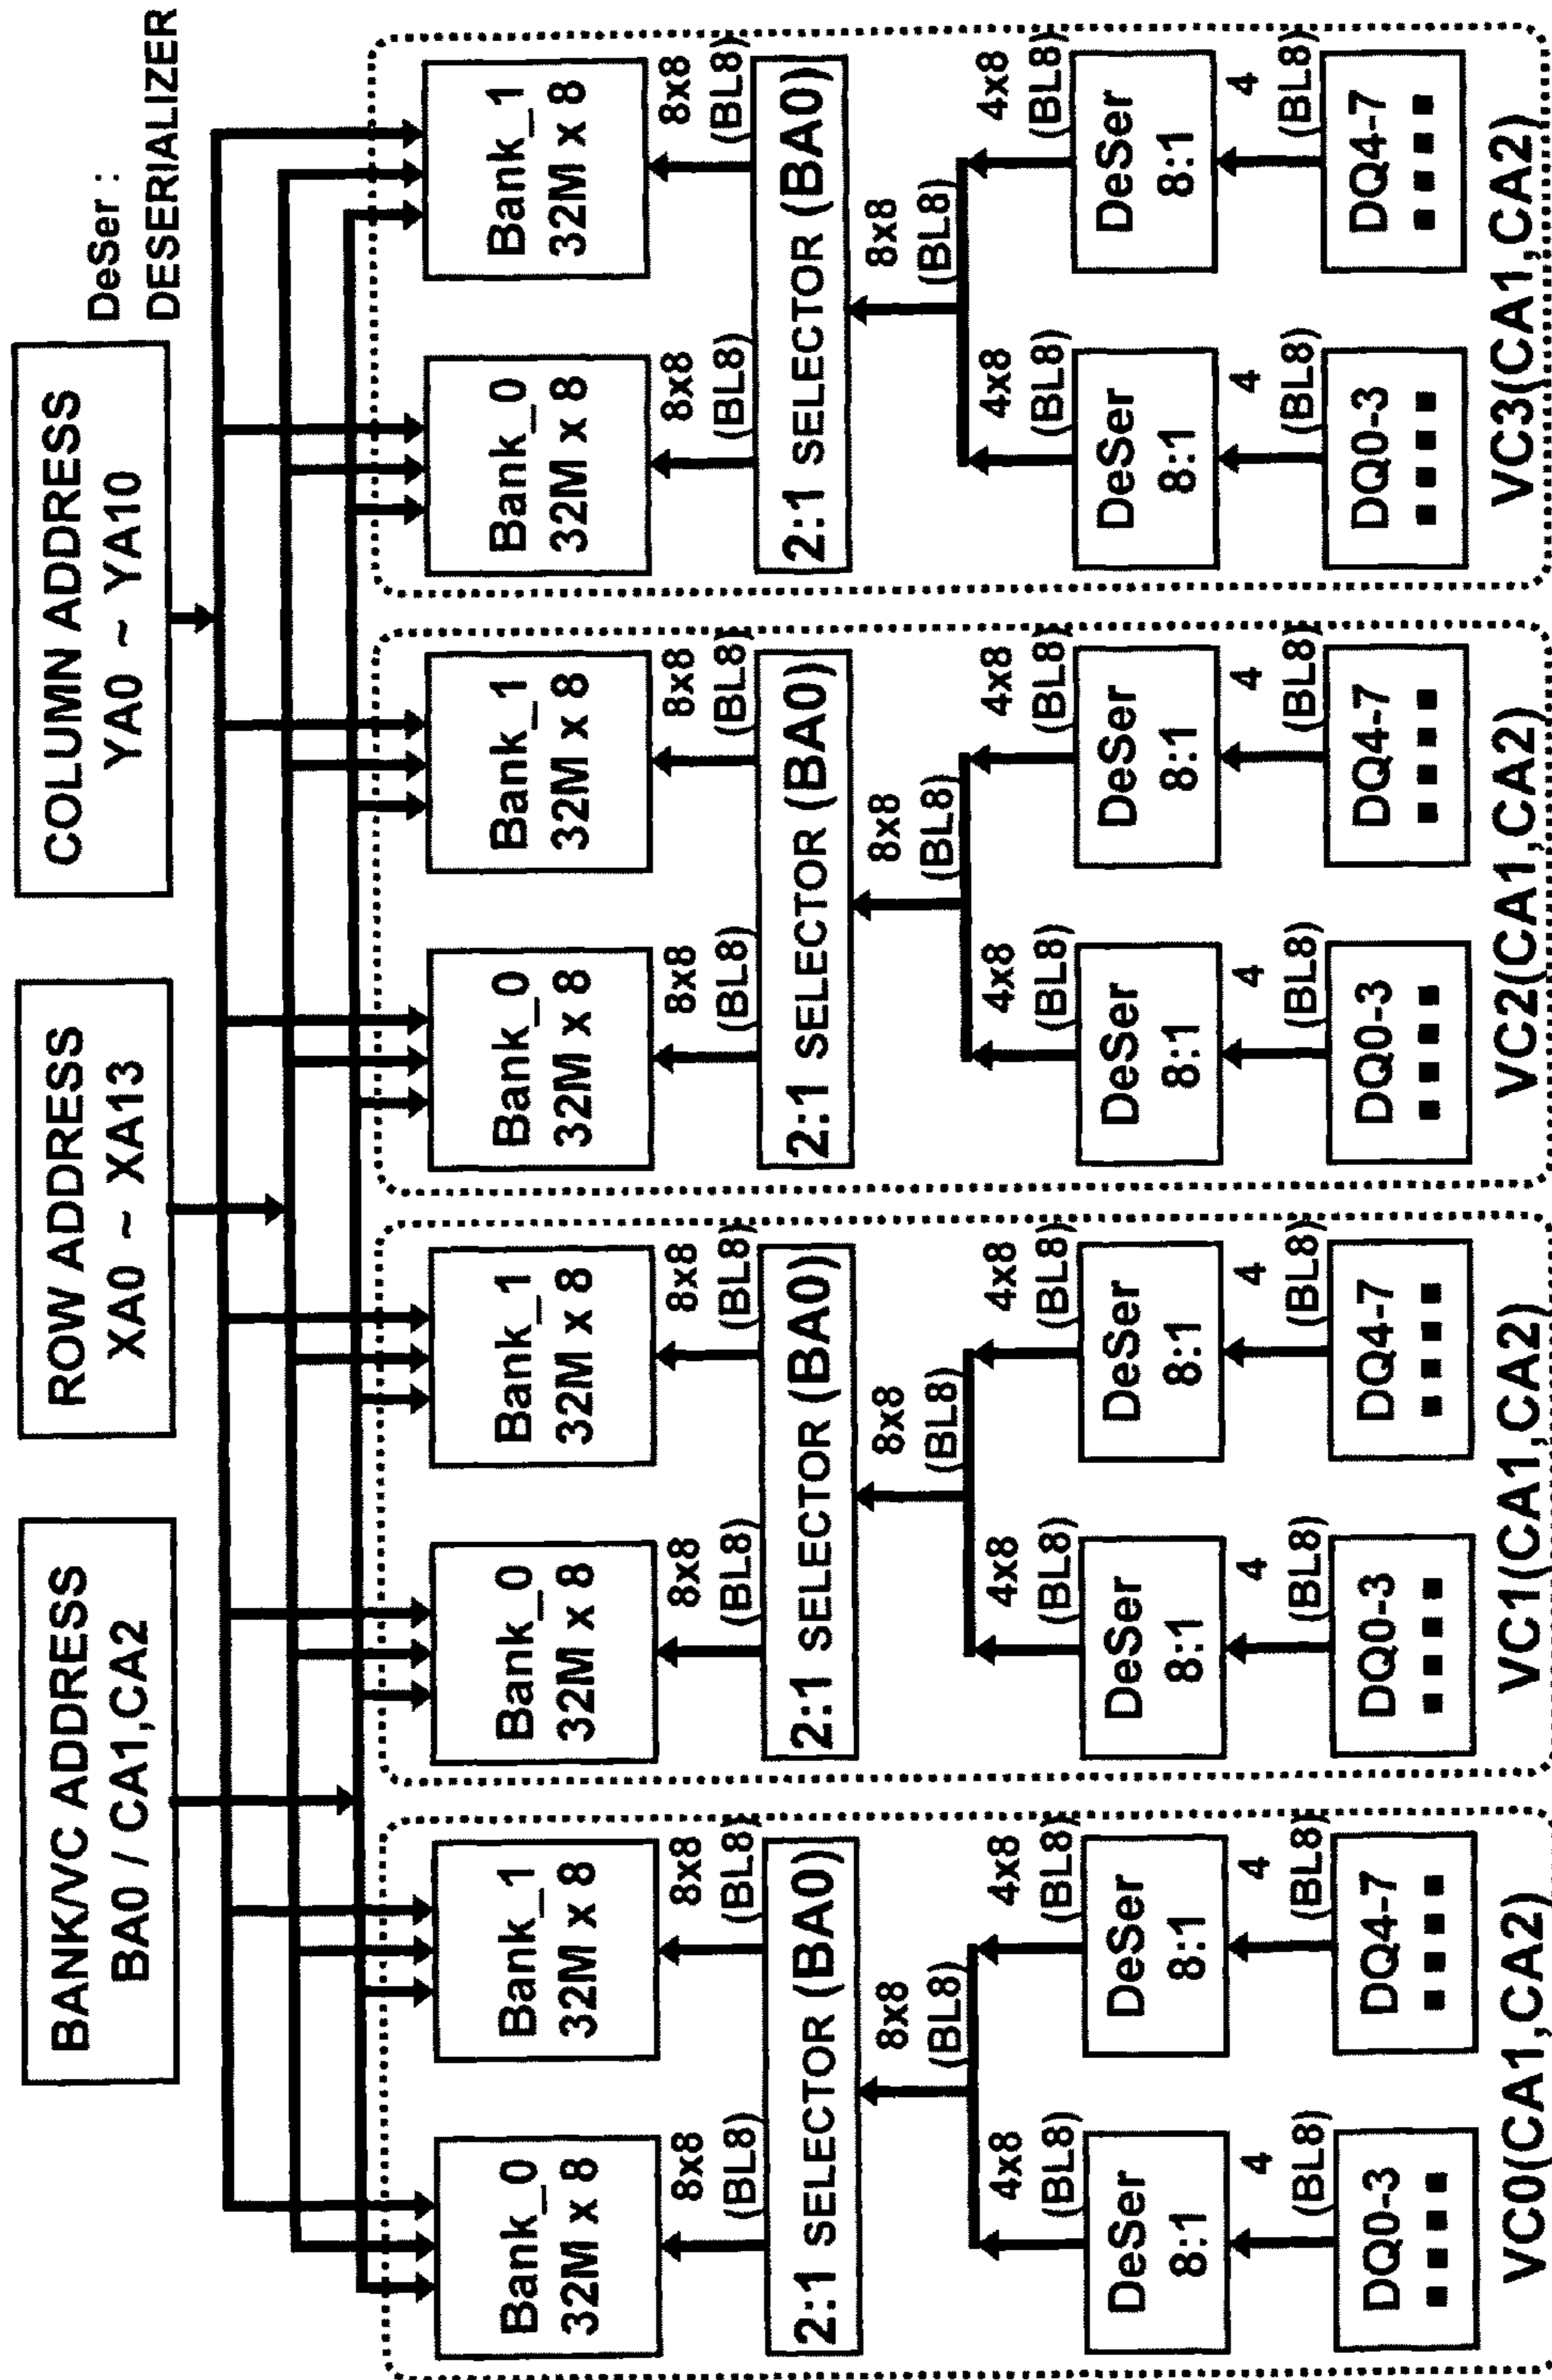 BANK/VC ADDRESS
BA0 / CA1,CA2
ROW ADDRESS
XA0 ~ XA13
COLUMN ADDRESS
YA0 ~ YA10
DeSer :
DESERIALIZER
Bank_0
32M x 8
Bank_1
32M x 8
8x8
(BL8)
8x8
(BL8)
2:1 SELECTOR (BA0)
8x8
(BL8)
4x8
(BL8)
4x8
(BL8)
DeSer
8:1
DeSer
8:1
4
(BL8)
4
(BL8)
DQ0-3
DQ4-7
VC0(CA1,CA2)
Bank_0
32M x 8
Bank_1
32M x 8
8x8
(BL8)
8x8
(BL8)
2:1 SELECTOR (BA0)
8x8
(BL8)
4x8
(BL8)
4x8
(BL8)
DeSer
8:1
DeSer
8:1
4
(BL8)
4
(BL8)
DQ0-3
DQ4-7
VC1(CA1,CA2)
Bank_0
32M x 8
Bank_1
32M x 8
8x8
(BL8)
8x8
(BL8)
2:1 SELECTOR (BA0)
8x8
(BL8)
4x8
(BL8)
4x8
(BL8)
DeSer
8:1
DeSer
8:1
4
(BL8)
4
(BL8)
DQ0-3
DQ4-7
VC2(CA1,CA2)
Bank_0
32M x 8
Bank_1
32M x 8
8x8
(BL8)
8x8
(BL8)
2:1 SELECTOR (BA0)
8x8
(BL8)
4x8
(BL8)
4x8
(BL8)
DeSer
8:1
DeSer
8:1
4
(BL8)
4
(BL8)
DQ0-3
DQ4-7
VC3(CA1,CA2)